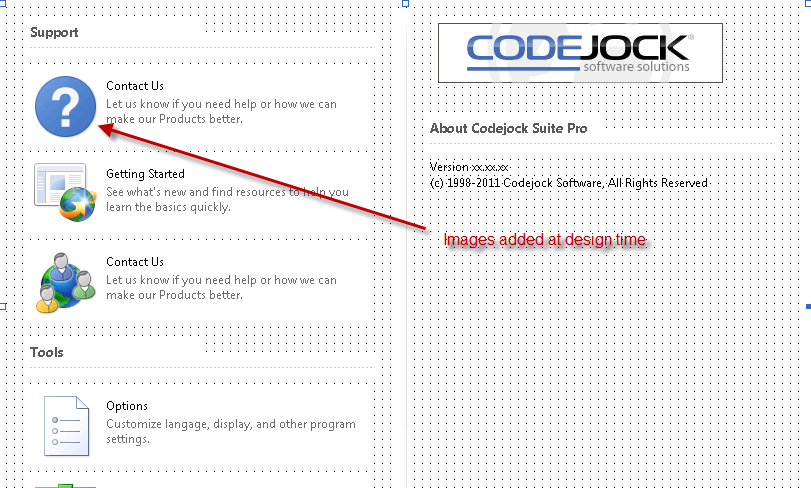 Support
Contact Us
Let us know if you need help or how we can
make our Products better.
Getting Started
See what's new and find resources to help you
learn the basics quickly.
Contact Us
Let us know if you need help or how we can
make our Products better.
Tools
Options
Customize langage, display, and other program
settings.
CODEJOCK®
software solutions
About Codejock Suite Pro
Version xx.xx.xx
(c) 1998-2011 Codejock Software, All Rights Reserved
Images added at design time